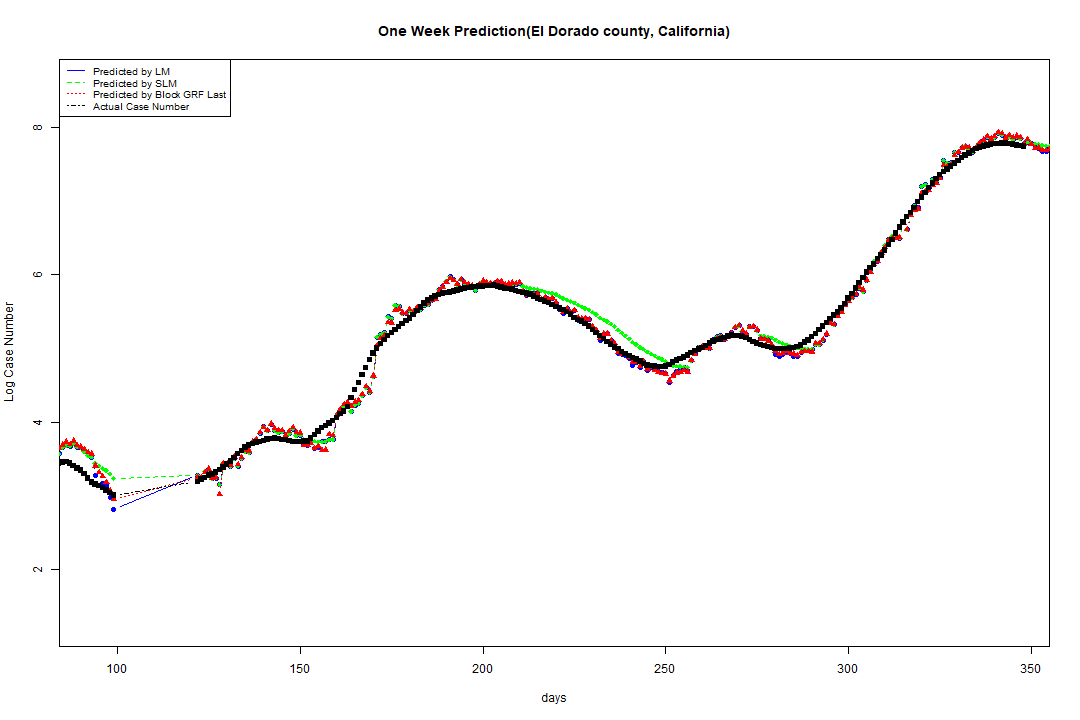 One Week Prediction(El Dorado county, California)
Predicted by LM
Predicted by SLM
Predicted by Block GRF Last
Actual Case Number
8
6
4
2
Log Case Number
100 150 200 250 300 350
days